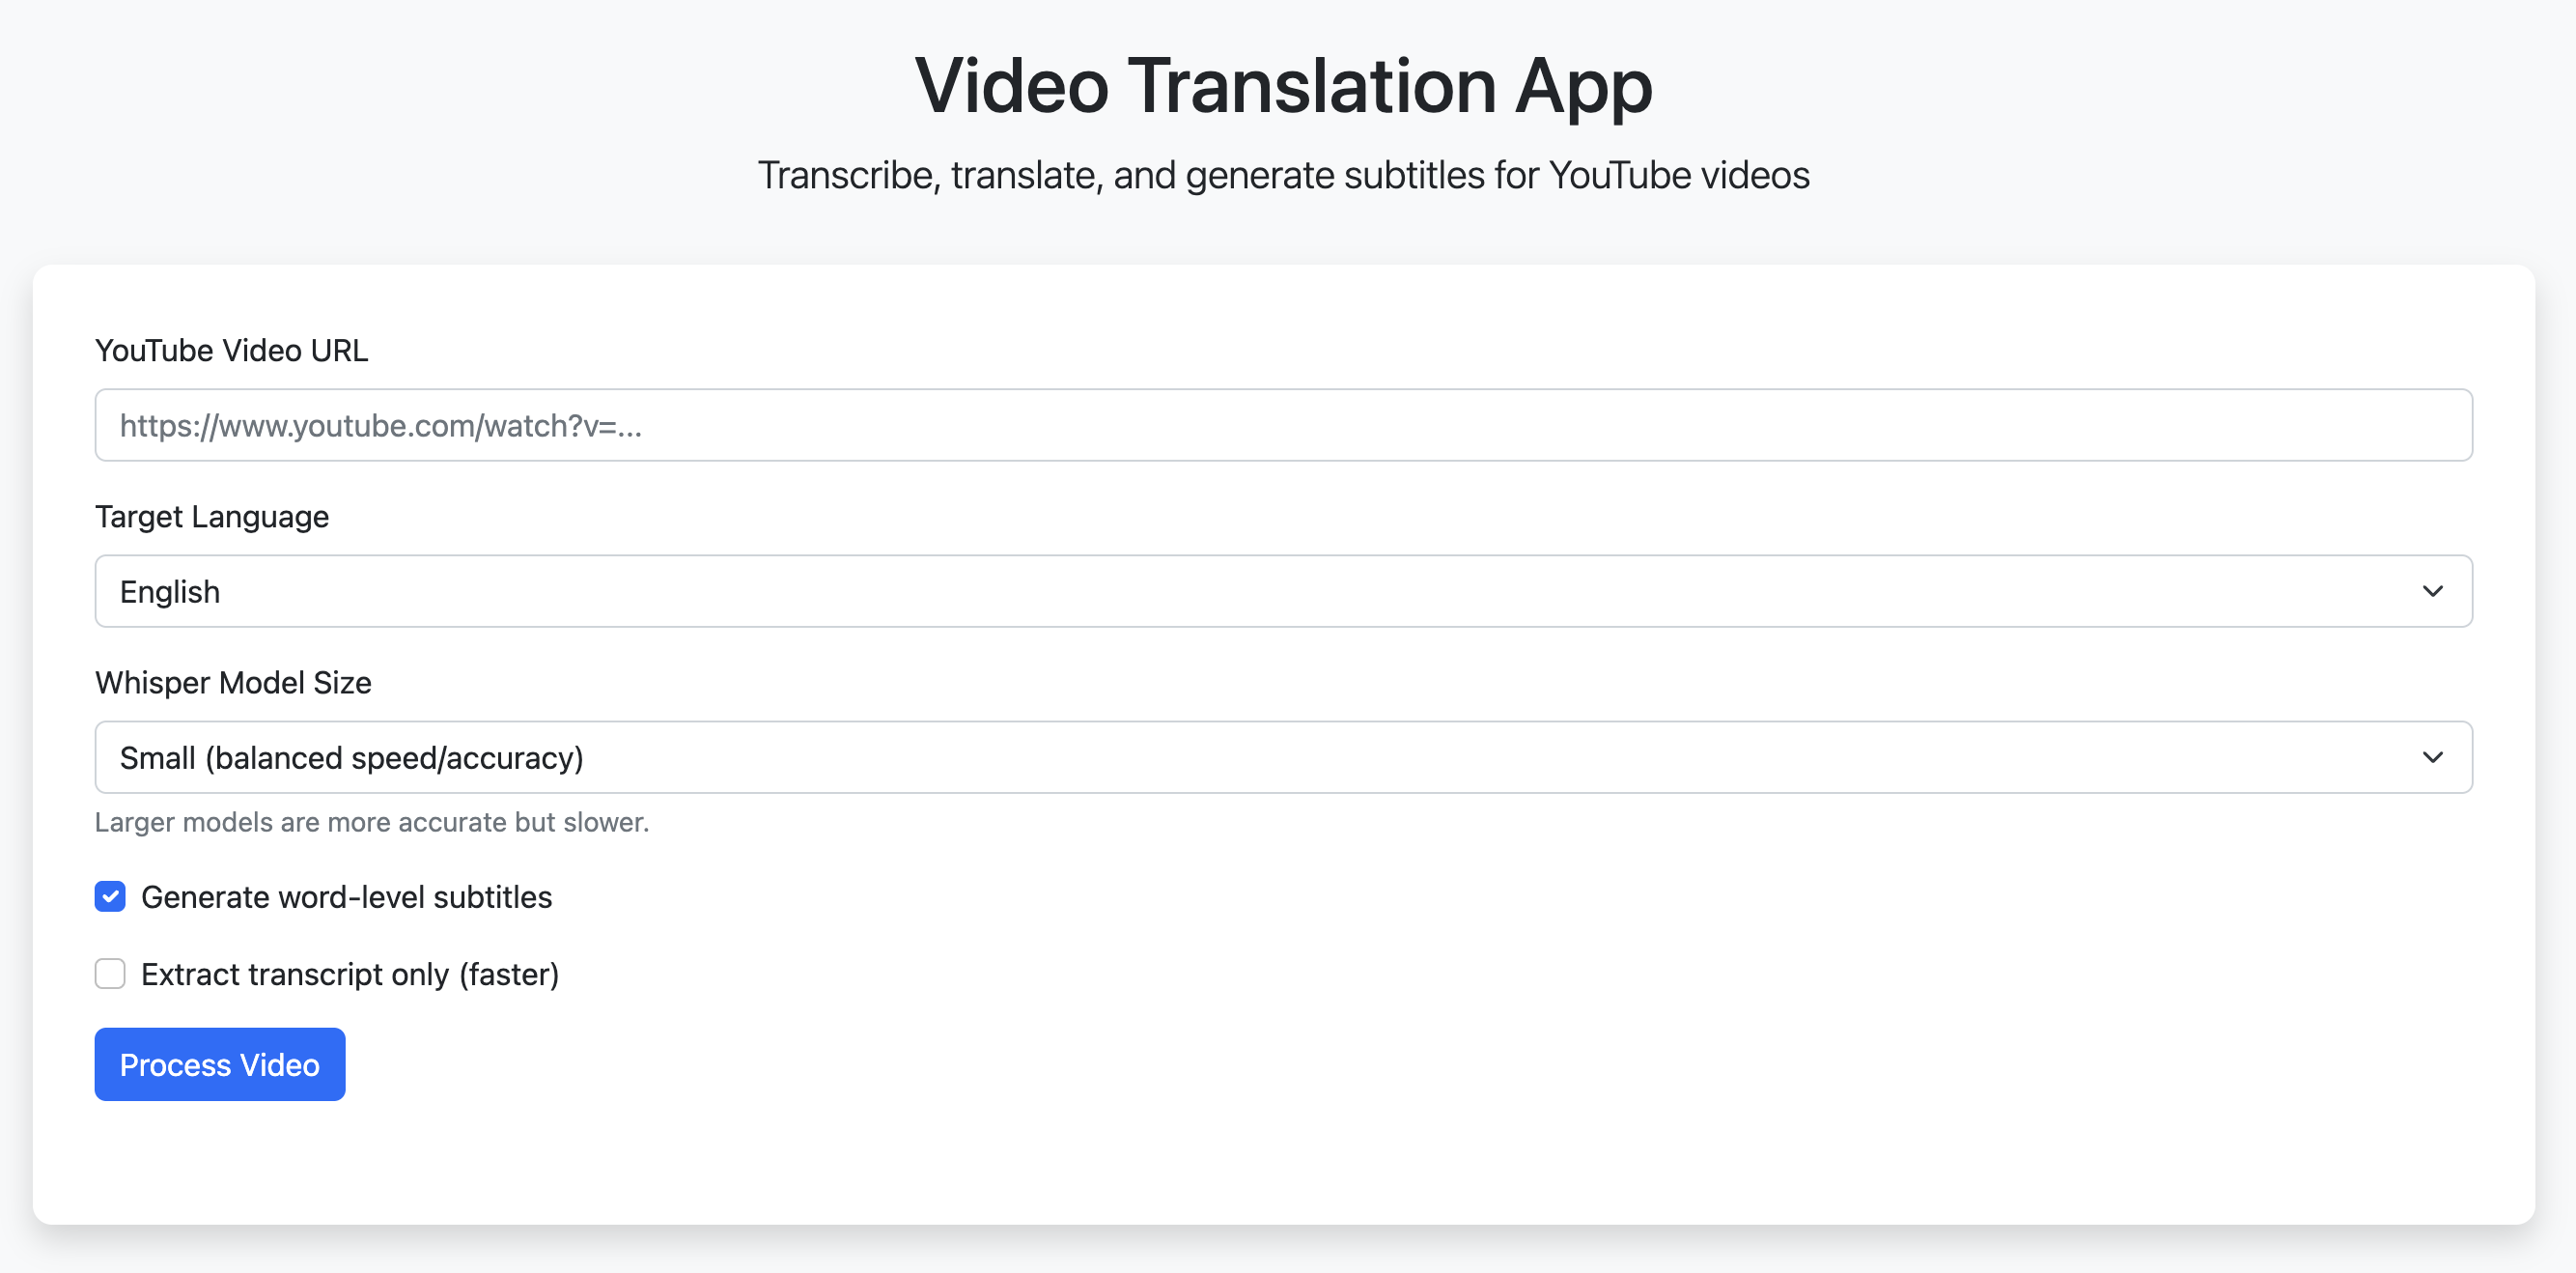 Video Translation App
Transcribe, translate, and generate subtitles for YouTube videos
YouTube Video URL
https://www.youtube.com/watch?v=...
Target Language
English
Whisper Model Size
Small (balanced speed/accuracy)
Larger models are more accurate but slower.
Generate word-level subtitles
Extract transcript only (faster)
Process Video